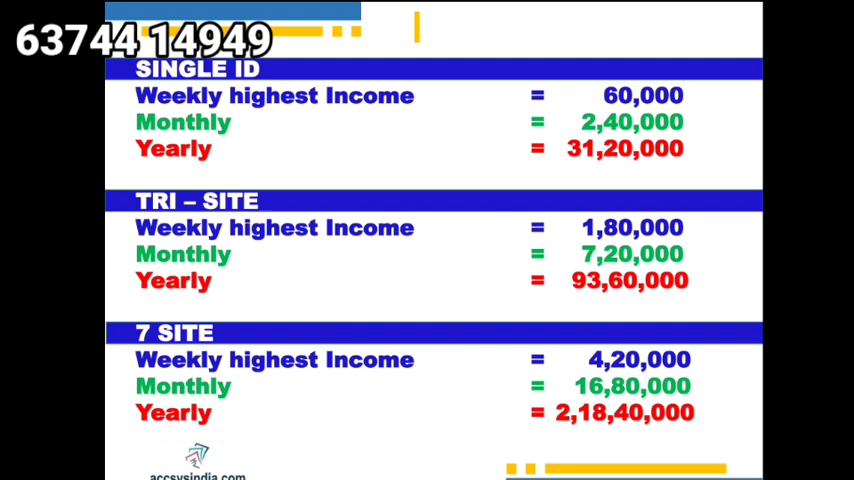 63744 14949
SINGLE ID
Weekly highest Income = 60,000
Monthly = 2,40,000
Yearly = 31,20,000
TRI – SITE
Weekly highest Income = 1,80,000
Monthly = 7,20,000
Yearly = 93,60,000
7 SITE
Weekly highest Income = 4,20,000
Monthly = 16,80,000
Yearly = 2,18,40,000
accsysindia.com